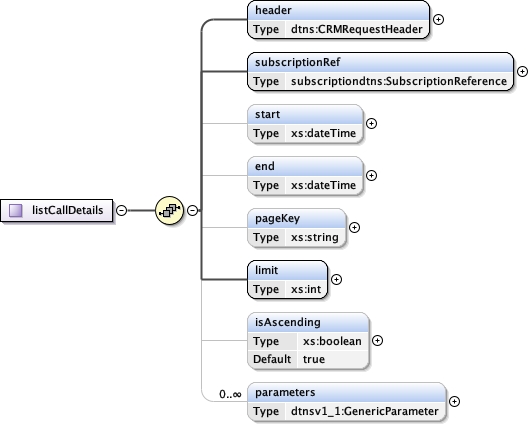 header
Type dtns:CRMRequestHeader
subscriptionRef
Type subscriptiondtns:SubscriptionReference
start
Type xs:dateTime
end
Type xs:dateTime
listCallDetails
pageKey
Type xs:string
limit
Type xs:int
isAscending
Type xs:boolean
Default true
0..∞
parameters
Type dtnsv1_1:GenericParameter